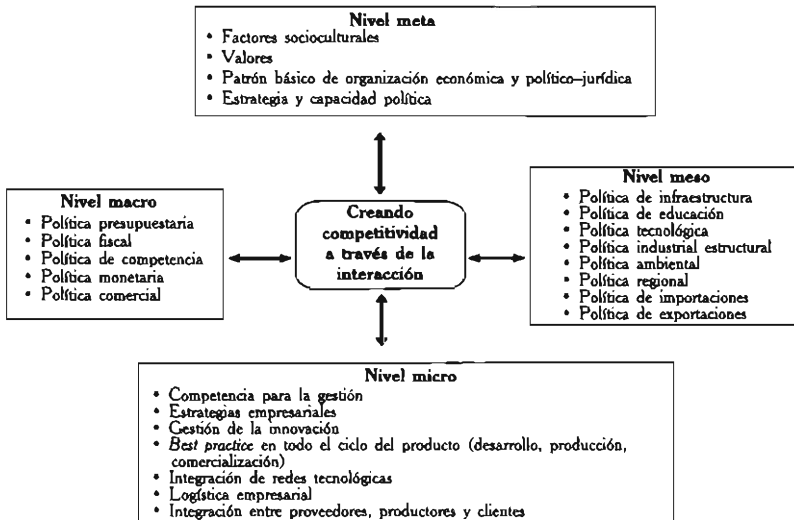 Nivel meta
• Factores socioculturales
• Valores
• Patrón básico de organización económica y político–jurídica
• Estrategia y capacidad política
Nivel macro
• Política presupuestaria
• Política fiscal
• Política de competencia
• Política monetaria
• Política comercial
Creando
competitividad
a través de la
interacción
Nivel meso
• Política de infraestructura
• Política de educación
• Política tecnológica
• Política industrial estructural
• Política ambiental
• Política regional
• Política de importaciones
• Política de exportaciones
Nivel micro
• Competencia para la gestión
• Estrategias empresariales
• Gestión de la innovación
• Best practice en todo el ciclo del producto (desarrollo, producción,
comercialización)
• Integración de redes tecnológicas
• Logística empresarial
• Integración entre proveedores, productores y clientes